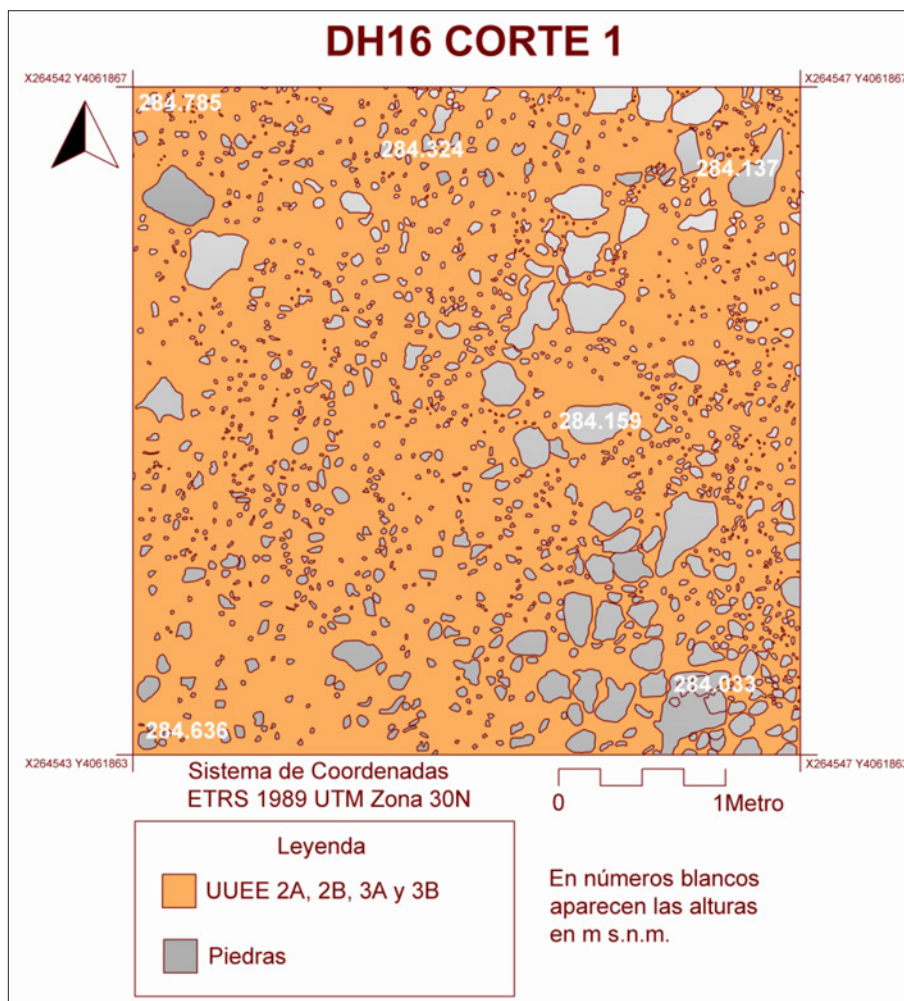 DH16 CORTE 1
X264542 Y4061867
X264547 Y4061867
284.785
284.324
284.137
284.159
284.033
284.636
X264543 Y4061863
X264547 Y4061863
Sistema de Coordenadas
ETRS 1989 UTM Zona 30N
0
1Metro
Leyenda
UUEE 2A, 2B, 3A y 3B
Piedras
En números blancos
aparecen las alturas
en m s.n.m.